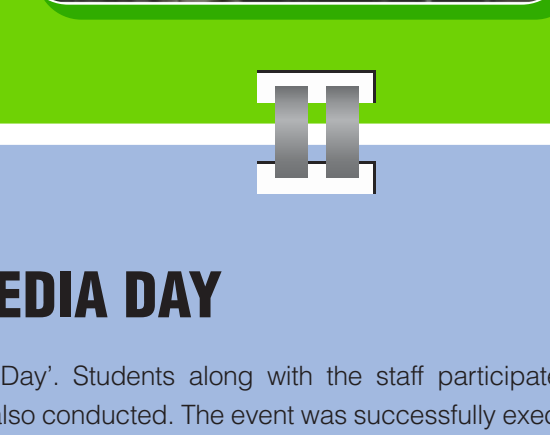 EDIA DAY
Day’. Students along with the staff participate
also conducted. The event was successfully exec